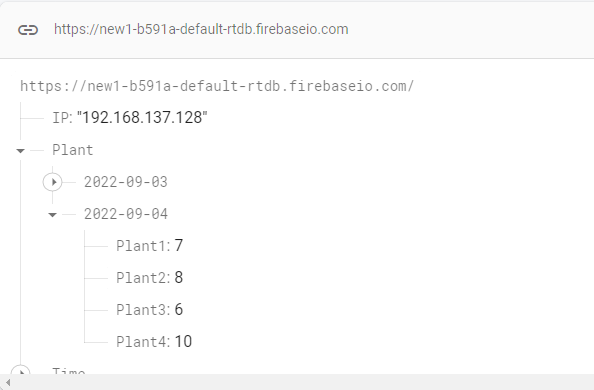 https://new1-b591a-default-rtdb.firebaseio.com
https://new1-b591a-default-rtdb.firebaseio.com/
IP: "192.168.137.128"
Plant
2022-09-03
2022-09-04
Plant1: 7
Plant2: 8
Plant3: 6
Plant4: 10
Time